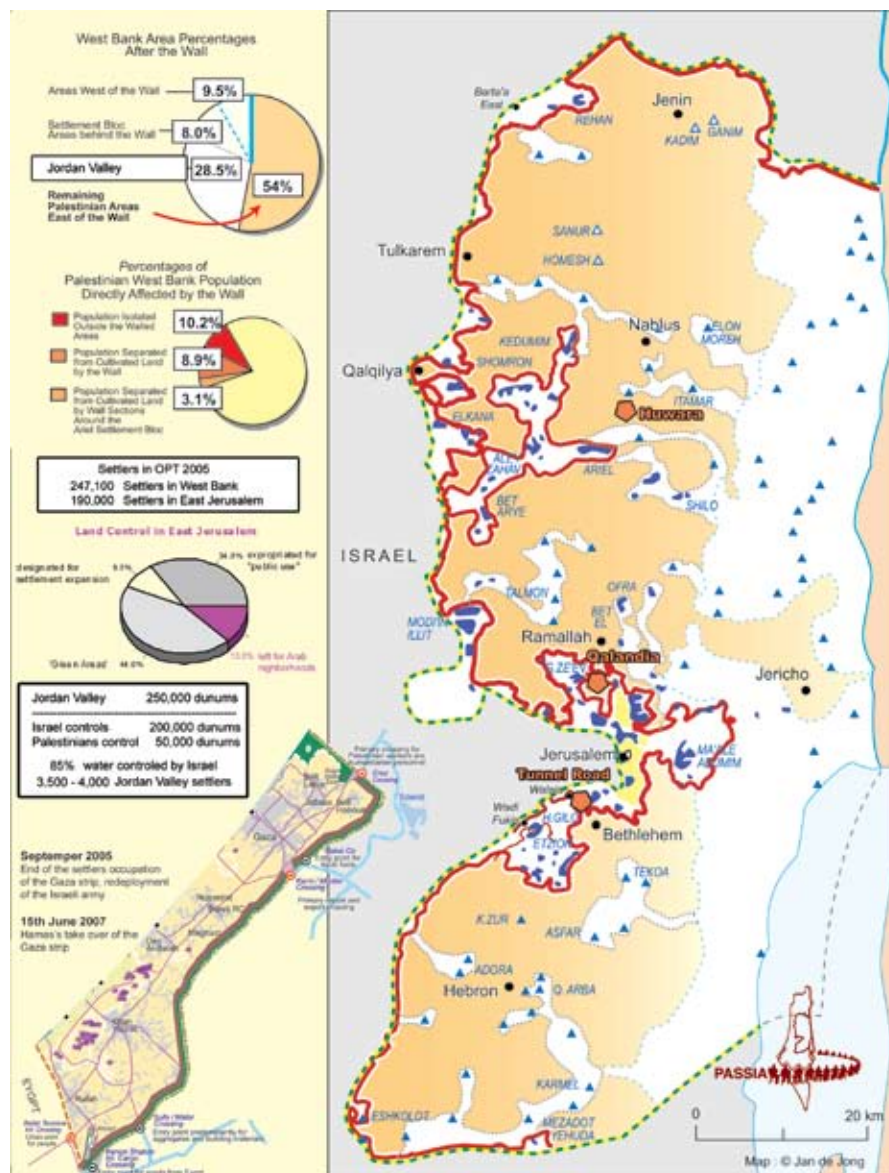 West Bank Area Percentages
After the Wall
Areas West of the Wall
9.5%
Settlement Bloc
Areas behind the Wall
8.0%
Jordan Valley
28.5%
54%
Remaining
Palestinian Areas
East of the Wall
Percentages of
Palestinian West Bank Population
Directly Affected by the Wall
Population Isolated
Outside the Walled
Areas
10.2%
Population Separated
from Cultivated Land
by the Wall
8.9%
Population Separated
from Cultivated Land
by Wall Sections
Around the
Ariel Settlement Bloc
3.1%
Settlers in OPT 2005
247,100 Settlers in West Bank
190,000 Settlers in East Jerusalem
Land Control in East Jerusalem
expropriated for
"public use"
designated for
settlement expansion
left for Arab
'Green Areas'
Jordan Valley 250,000 dunums
Israel controls 200,000 dunums
Palestinians control 50,000 dunums
85% water controled by Israel
3,500 - 4,000 Jordan Valley settlers
Septemper 2005
End of the settlers occupation
of the Gaza strip, redeployment
of the Israeli army
15th June 2007
Hamas's take over of the
Gaza strip
Gaza
Rafah
EYGPT
Crossing
Barta'a
East
REHAN
Jenin
KADIM
GANIM
SANUR
HOMESH
Tulkarem
Nablus
ELON
MOREH
KEDUMIM
SHOMRON
Qalqilya
ITAMAR
Huwara
ELKANA
ARIEL
BET
ARYE
SHILO
ISRAEL
TALMON
OFRA
BET
EL
MODI'IN
ILLIT
Ramallah
Qalandia
G.ZE'EV
Jericho
Jerusalem
MA'ALE
ADUMIM
Tunnel Road
Wadi
Fukin
H.GILO
ETZION
Bethlehem
TEKOA
K.ZUR
ASFAR
ADORA
Hebron
Q. ARBA
KARMEL
ESHKOLOT
MEZADOT
YEHUDA
PASSIA
0 20 km
Map : © Jan de Jong